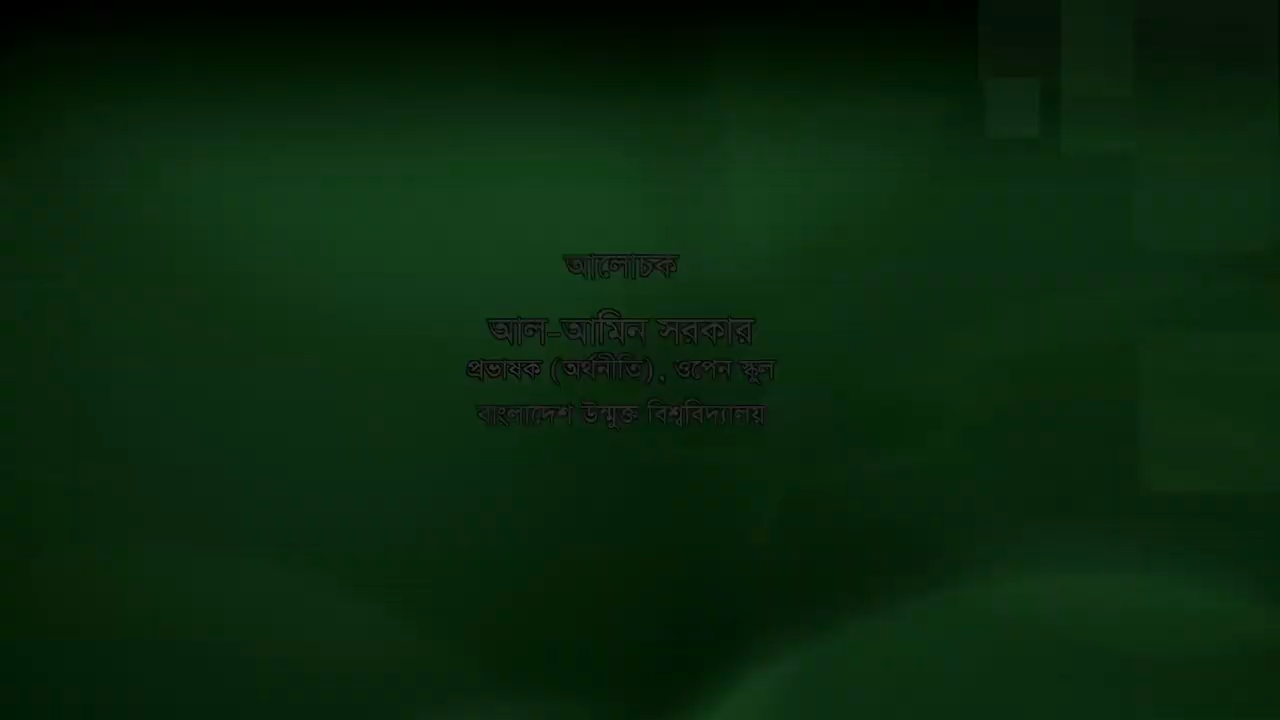 আলোচক
আল-আমিন সরকার
প্রভাষক (অর্থনীতি), ওপেন স্কুল
বাংলাদেশ উন্মুক্ত বিশ্ববিদ্যালয়